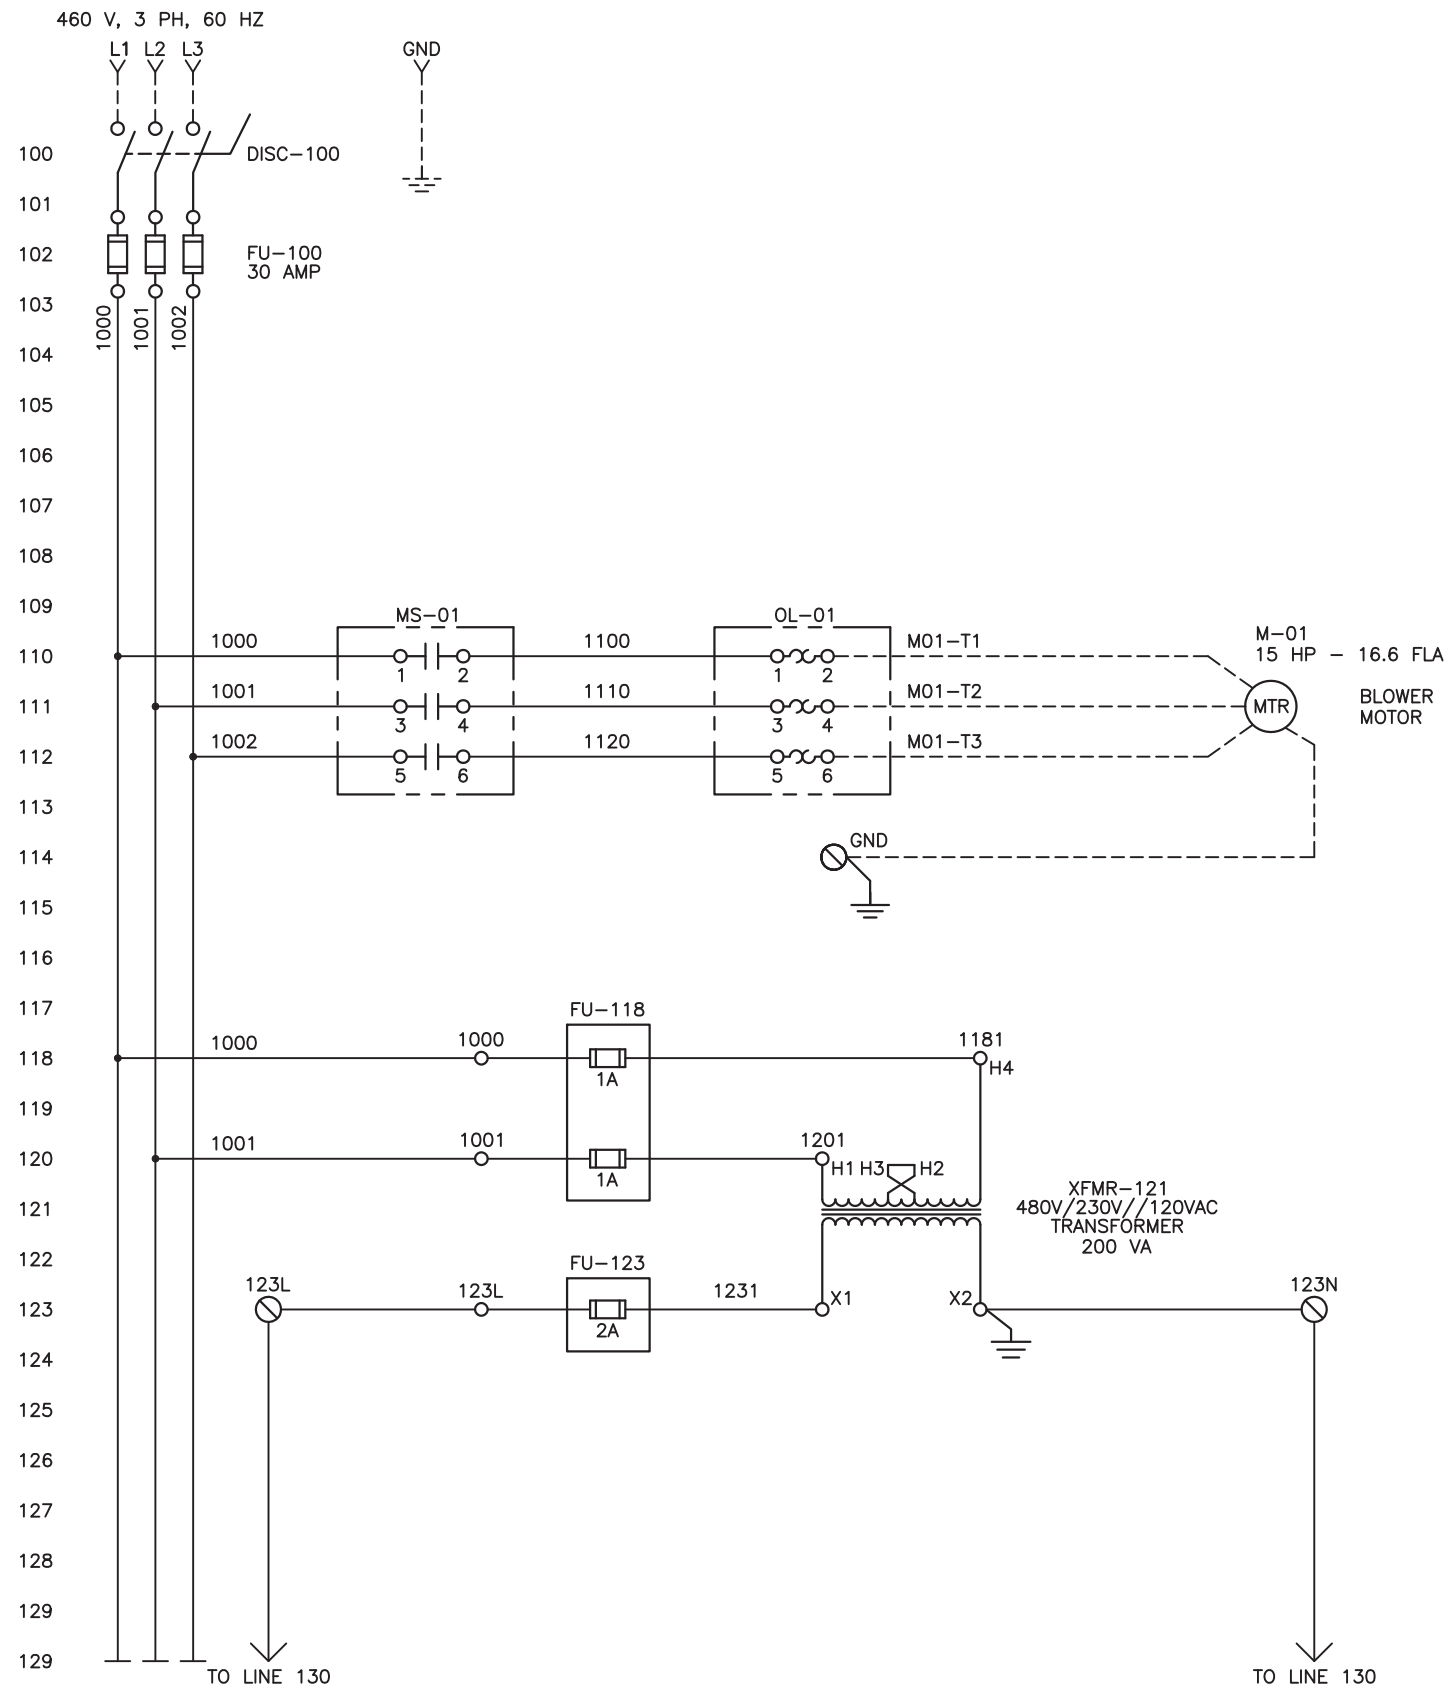 460 V, 3 PH, 60 HZ
L1 L2 L3 GND
100 DISC-100
101
102 FU-100
30 AMP
103
1000 1001 1002
104
105
106
107
108
109
MS-01 OL-01
M-01
15 HP - 16.6 FLA
1000 1100 M01-T1
110
1 2 1 2
BLOWER
MOTOR
1001 1110 M01-T2
111 MTR
3 4 3 4
1002 1120 M01-T3
112
5 6 5 6
113
GND
114
115
116
117 FU-118
1000 1000 1181
118 H4
1A
119
1001 1001 1201
120 H1 H3 H2
1A
XFMR-121
121 480V/230V//120VAC
TRANSFORMER
200 VA
122
FU-123
123L 123L 1231 X1 X2 123N
123
2A
124
125
126
127
128
129
129
TO LINE 130 TO LINE 130